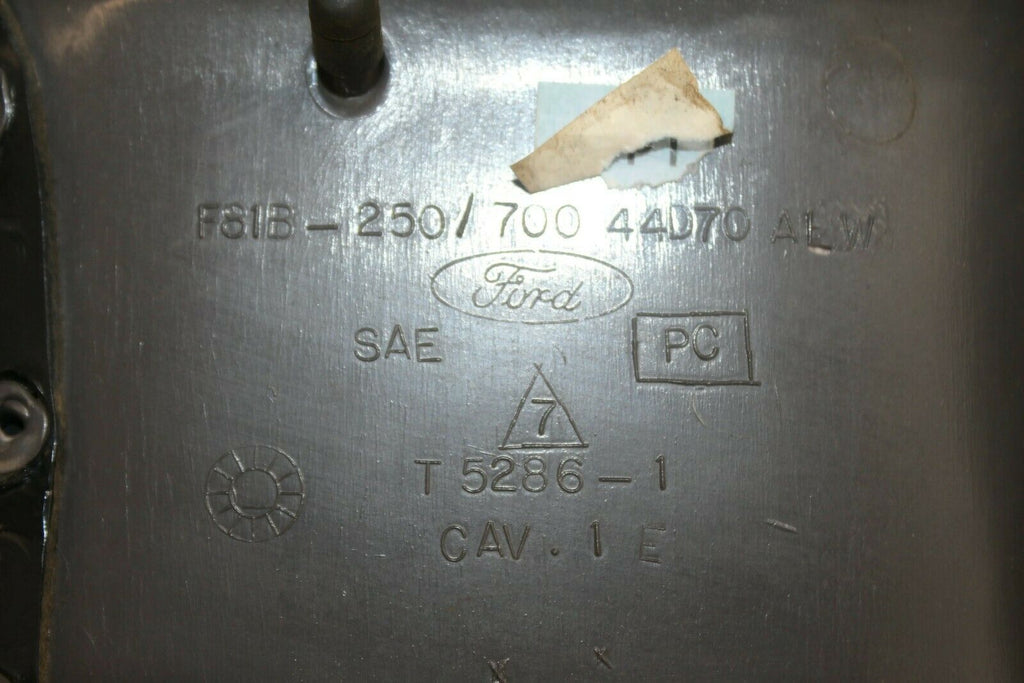 F81B - 250 / 700 44D70 ALW
Ford
SAE
PC
7
T 5286 - 1
CAV. 1 E